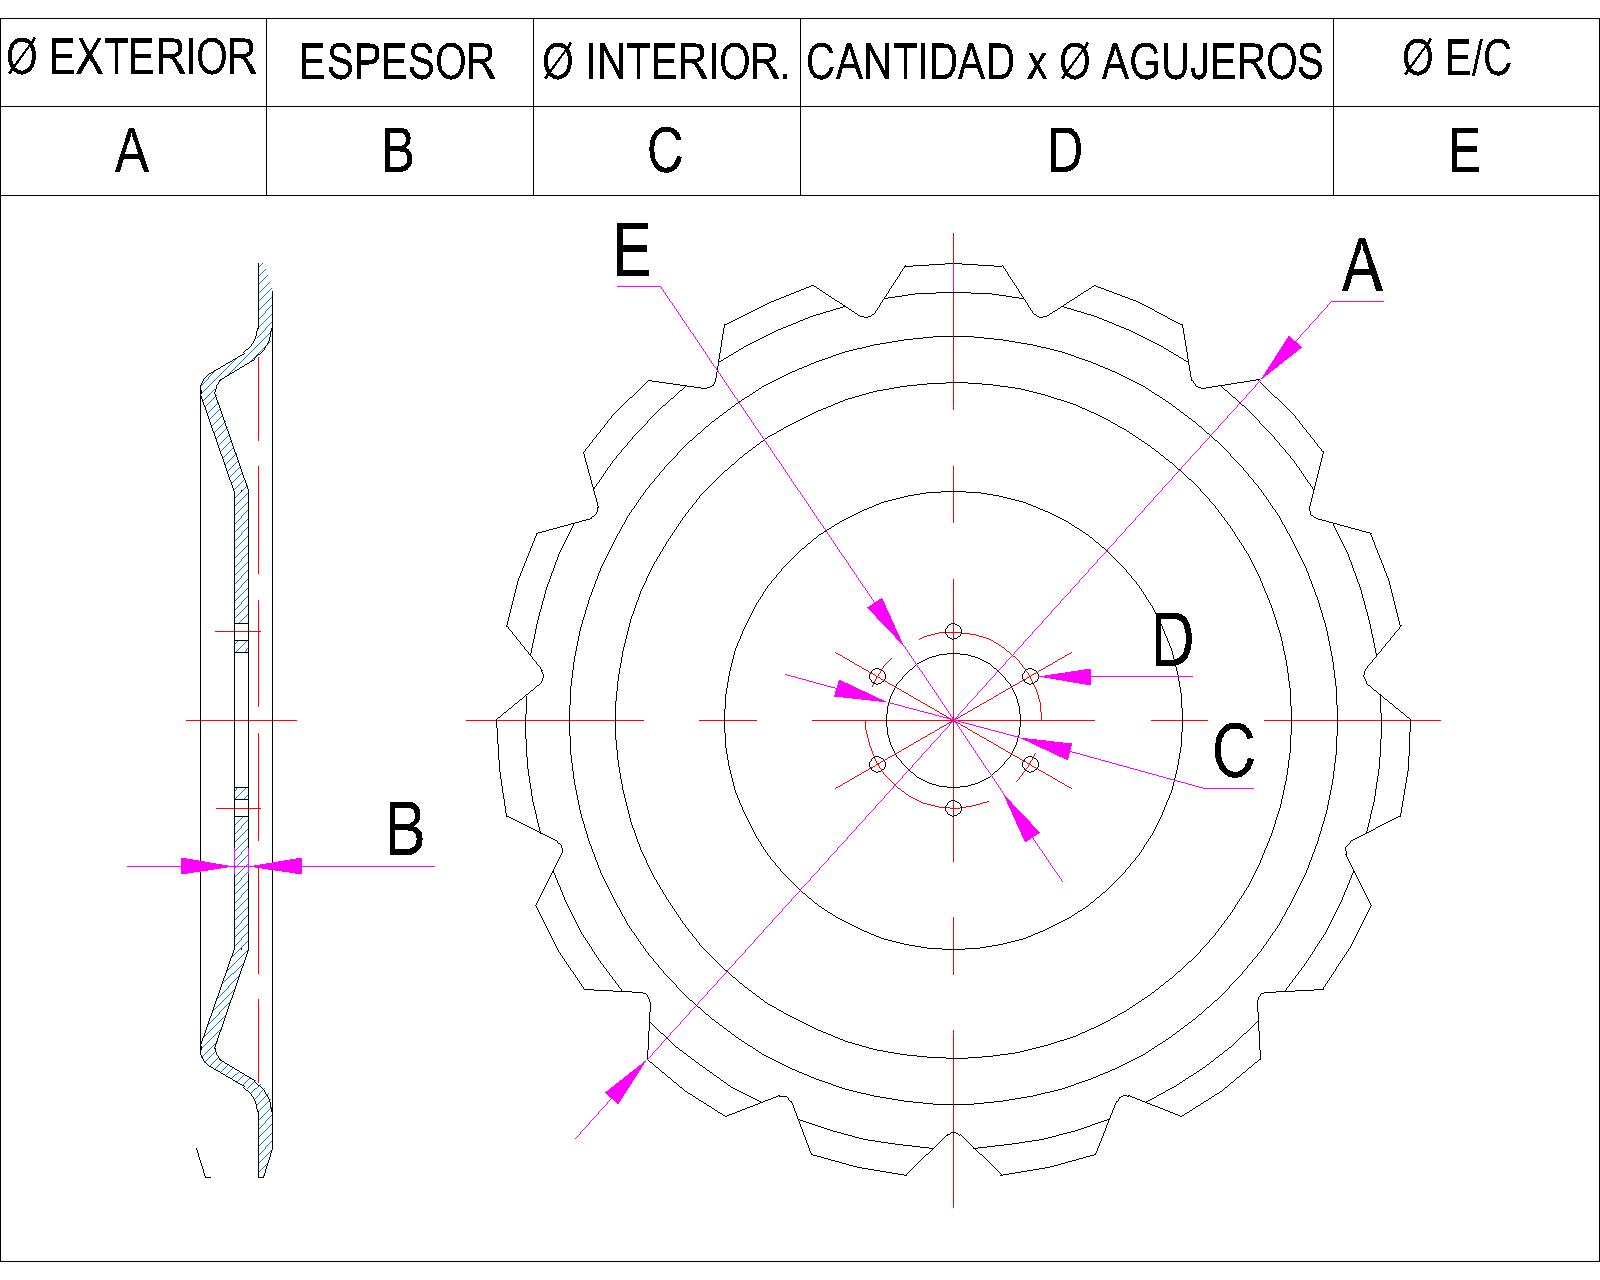 Ø EXTERIOR ESPESOR Ø INTERIOR. CANTIDAD x Ø AGUJEROS Ø E/C
A B C D E
E
A
D
C
B